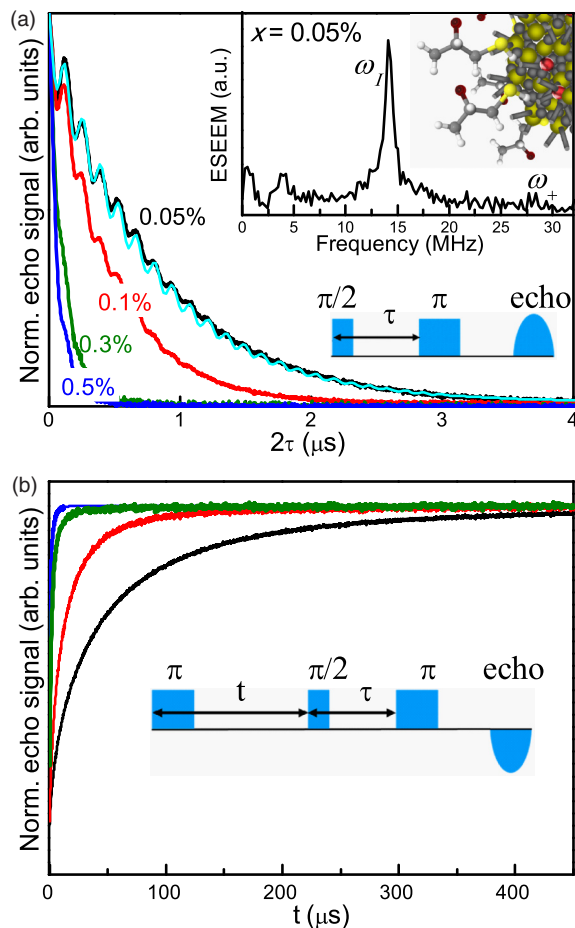 (a)
x = 0.05%
ω_I
ω_+
ESEEM (a.u.)
0 5 10 15 20 25 30
Frequency (MHz)
0.05%
0.1%
0.3%
0.5%
π/2 τ π echo
Norm. echo signal (arb. units)
0 1 2 3 4
2τ (μs)
(b)
π t π/2 τ π echo
Norm. echo signal (arb. units)
0 100 200 300 400
t (μs)